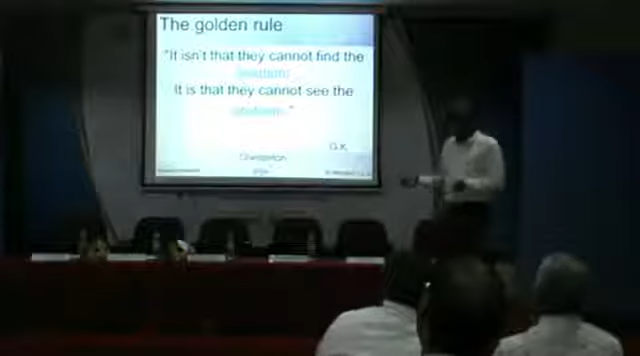 The golden rule
"It isn't that they cannot find the
solution.
It is that they cannot see the
problem."
G.K.
Chesterton